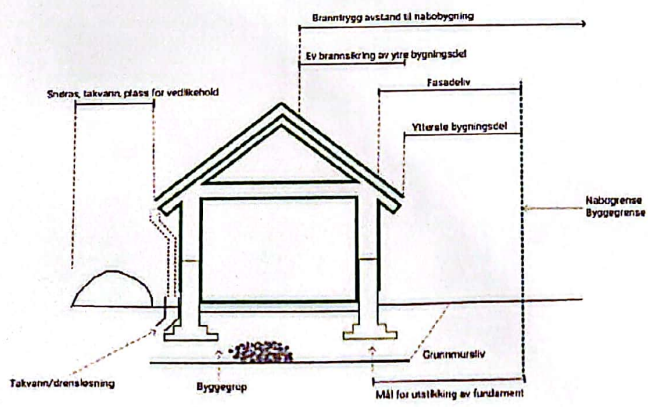 Branntrygg avstand til nabobygning
Ev brannsikring av ytre bygningsdel
Snøras, takvann, plass for vedlikehold
Fasadeliv
Ytterste bygningsdel
Nabogrense
Byggegrense
Grunnmursliv
Takvann/drensløsning
Byggegrop
Mål for utstikking av fundament